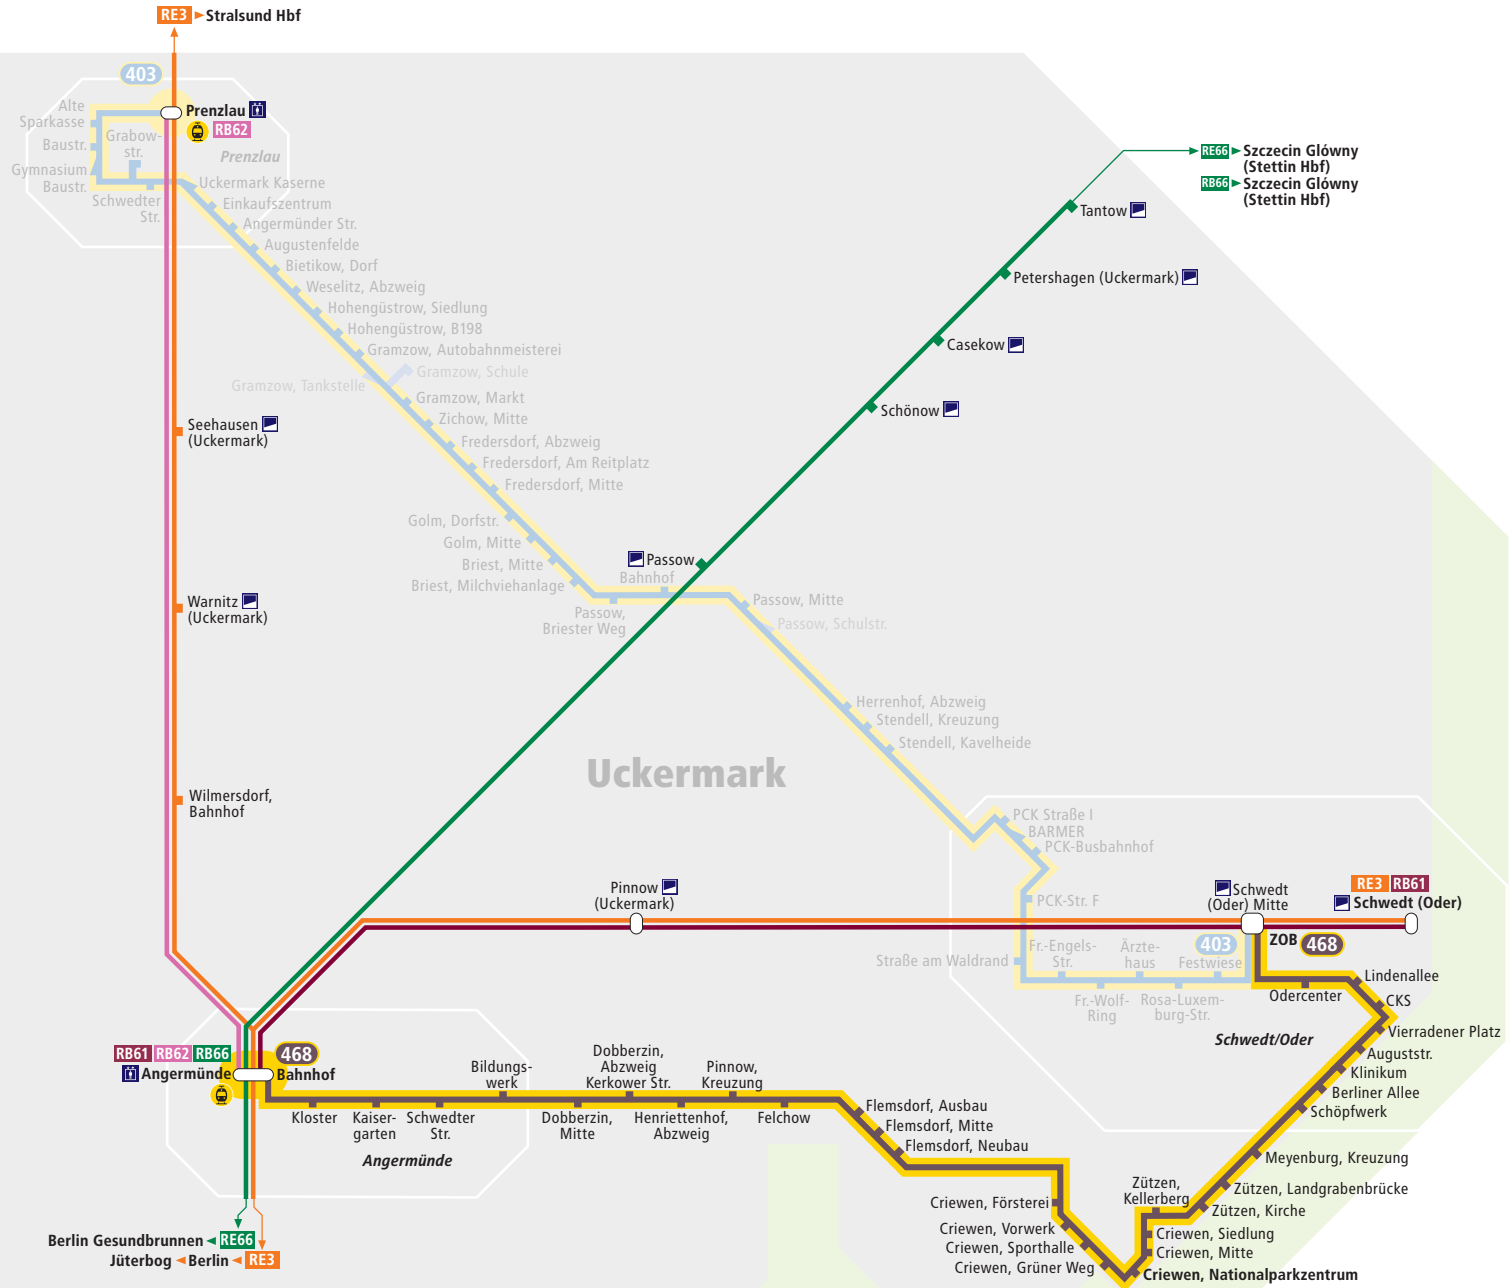 RE3 Stralsund Hbf
403
Alte
Sparkasse
Prenzlau
RB62
Grabow-
str.
Baustr.
Prenzlau
Gymnasium
Baustr.
Schwedter
Str.
Uckermark Kaserne
Einkaufszentrum
Angermünder Str.
Augustenfelde
Bietikow, Dorf
Weselitz, Abzweig
Hohengüstrow, Siedlung
Hohengüstrow, B198
Gramzow, Autobahnmeisterei
Gramzow, Schule
Gramzow, Tankstelle
Gramzow, Markt
Zichow, Mitte
Fredersdorf, Abzweig
Fredersdorf, Am Reitplatz
Fredersdorf, Mitte
Golm, Dorfstr.
Golm, Mitte
Briest, Mitte
Briest, Milchviehanlage
Passow,
Briester Weg
Passow
Bahnhof
Passow, Mitte
Passow, Schulstr.
Herrenhof, Abzweig
Stendell, Kreuzung
Stendell, Kavelheide
RE66 Szczecin Glówny
(Stettin Hbf)
RB66 Szczecin Glówny
(Stettin Hbf)
Tantow
Petershagen (Uckermark)
Casekow
Schönow
Seehausen
(Uckermark)
Warnitz
(Uckermark)
Wilmersdorf,
Bahnhof
Uckermark
PCK Straße I
BARMER
PCK-Busbahnhof
PCK-Str. F
Straße am Waldrand
Fr.-Engels-
Str.
Fr.-Wolf-
Ring
Ärzte-
haus
Rosa-Luxem-
burg-Str.
Festwiese
403
Pinnow
(Uckermark)
Schwedt
(Oder) Mitte
RE3 RB61
Schwedt (Oder)
ZOB 468
Odercenter
Lindenallee
CKS
Vierradener Platz
Schwedt/Oder
Auguststr.
Klinikum
Berliner Allee
Schöpfwerk
Meyenburg, Kreuzung
Zützen, Landgrabenbrücke
Zützen, Kirche
Zützen,
Kellerberg
Criewen, Siedlung
Criewen, Mitte
Criewen, Nationalparkzentrum
Criewen, Grüner Weg
Criewen, Sporthalle
Criewen, Vorwerk
Criewen, Försterei
Flemsdorf, Neubau
Flemsdorf, Mitte
Flemsdorf, Ausbau
Felchow
Pinnow,
Kreuzung
Henriettenhof,
Abzweig
Dobberzin,
Abzweig
Kerkower Str.
Dobberzin,
Mitte
Bildungs-
werk
Schwedter
Str.
Kaiser-
garten
Kloster
RB61 RB62 RB66
468
Angermünde Bahnhof
Angermünde
Berlin Gesundbrunnen RE66
Jüterbog Berlin RE3